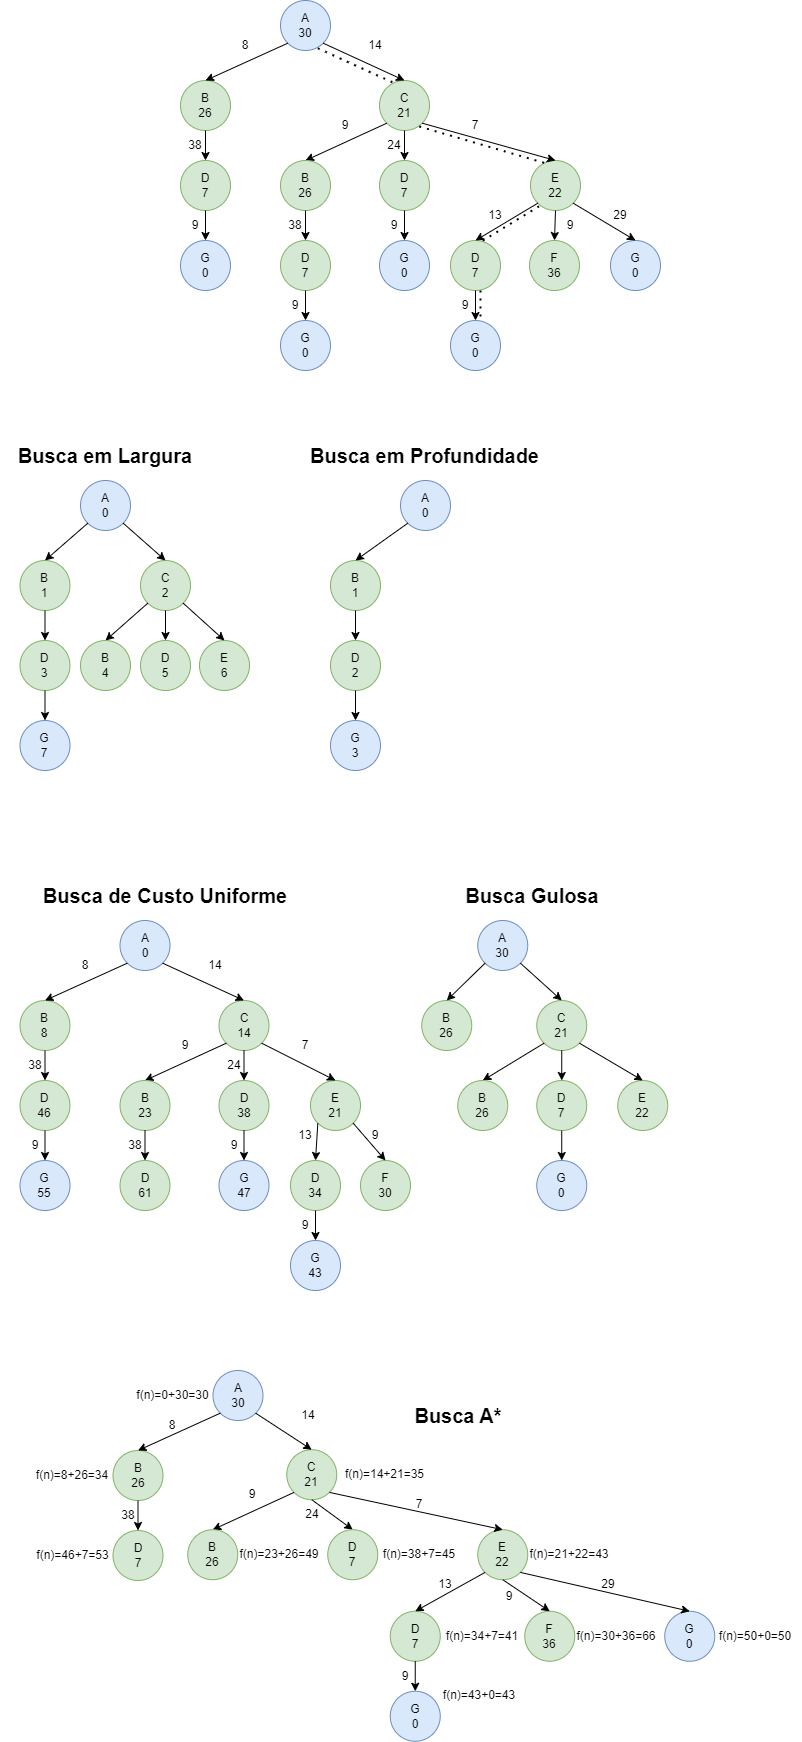 A
30
8
14
B
26
C
21
38
9
24
7
D
7
B
26
D
7
E
22
9
38
9
13
9
29
G
0
D
7
G
0
D
7
F
36
G
0
9
9
G
0
G
0
Busca em Largura
A
0
B
1
C
2
D
3
B
4
D
5
E
6
G
7
Busca em Profundidade
A
0
B
1
D
2
G
3
Busca de Custo Uniforme
A
0
8
14
B
8
C
14
38
9
24
7
D
46
B
23
D
38
E
21
9
38
9
13
9
G
55
D
61
G
47
D
34
F
30
9
G
43
Busca Gulosa
A
30
B
26
C
21
B
26
D
7
E
22
G
0
Busca A*
f(n)=0+30=30
A
30
8
14
f(n)=8+26=34
B
26
C
21
f(n)=14+21=35
38
9
24
7
f(n)=46+7=53
D
7
B
26
f(n)=23+26=49
D
7
f(n)=38+7=45
E
22
f(n)=21+22=43
13
9
29
D
7
f(n)=34+7=41
F
36
f(n)=30+36=66
G
0
f(n)=50+0=50
9
G
0
f(n)=43+0=43